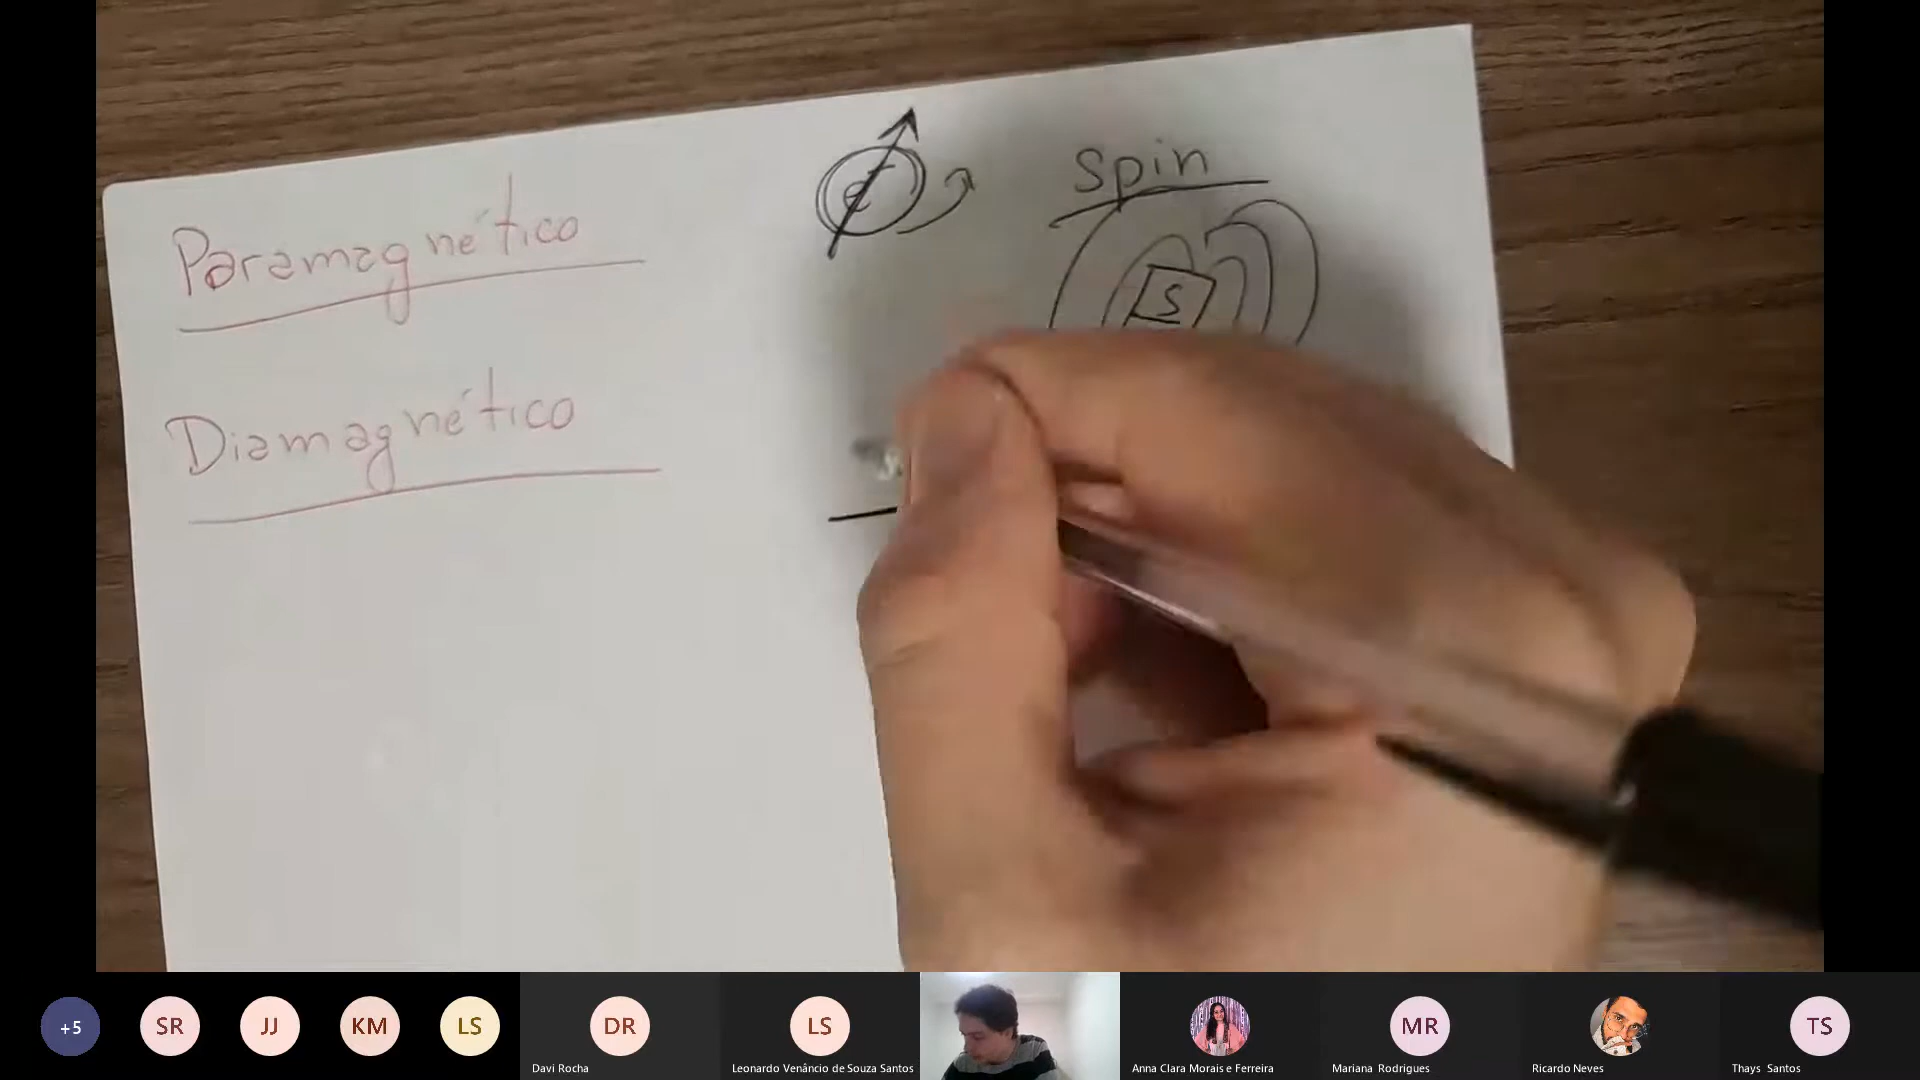 Spin
Paramagnético
e
S
Diamagnético
+5
SR
JJ
KM
LS
DR
LS
MR
TS
Davi Rocha
Leonardo Venâncio de Souza Santos
Anna Clara Morais e Ferreira
Mariana Rodrigues
Ricardo Neves
Thays Santos